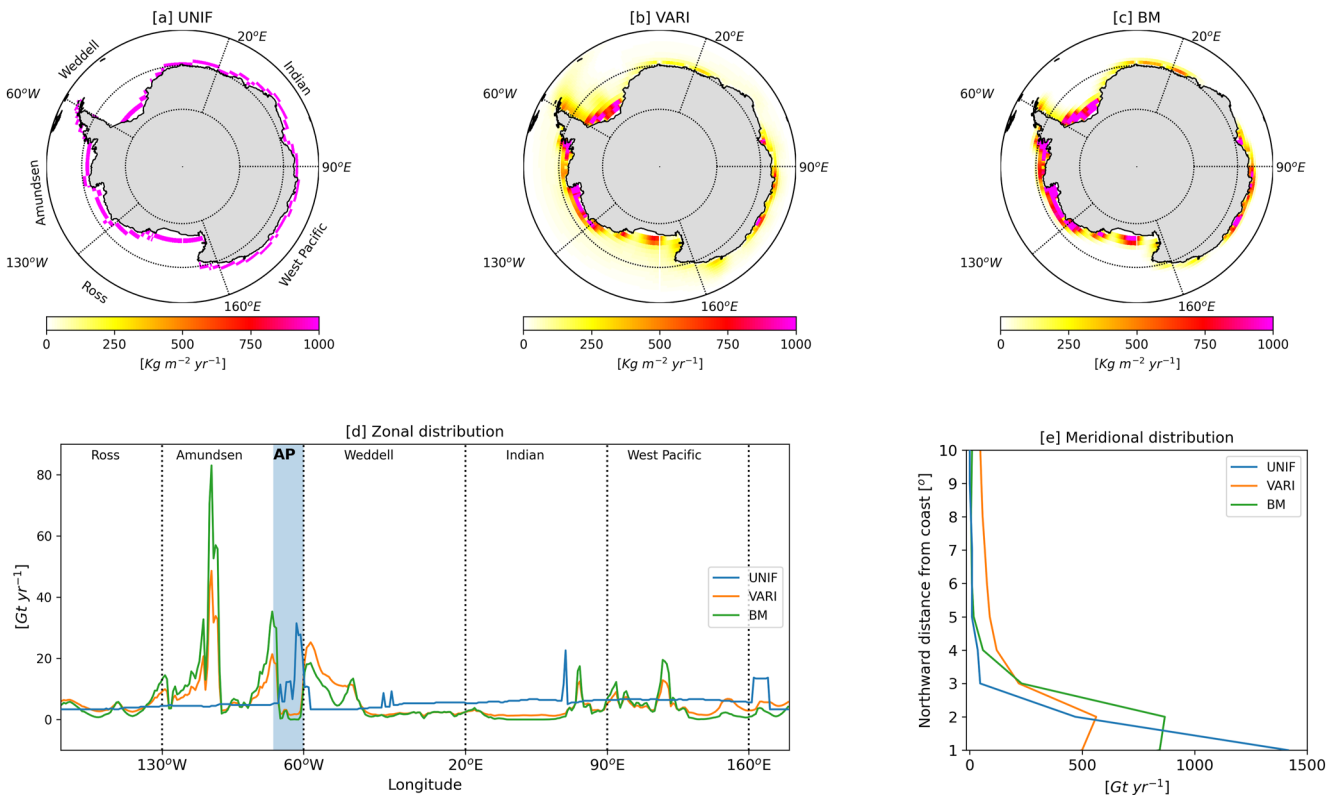 [a] UNIF
[b] VARI
[c] BM
Weddell
20°E
Indian
60°W
90°E
Amundsen
West Pacific
130°W
Ross
160°E
20°E
60°W
90°E
130°W
160°E
20°E
60°W
90°E
130°W
160°E
0 250 500 750 1000
[Kg m⁻² yr⁻¹]
0 250 500 750 1000
[Kg m⁻² yr⁻¹]
0 250 500 750 1000
[Kg m⁻² yr⁻¹]
[d] Zonal distribution
Ross Amundsen AP Weddell Indian West Pacific
80
60
40
20
0
[Gt yr⁻¹]
UNIF
VARI
BM
130°W 60°W 20°E 90°E 160°E
Longitude
[e] Meridional distribution
10
9
8
7
6
5
4
3
2
1
Northward distance from coast [°]
UNIF
VARI
BM
0 500 1000 1500
[Gt yr⁻¹]